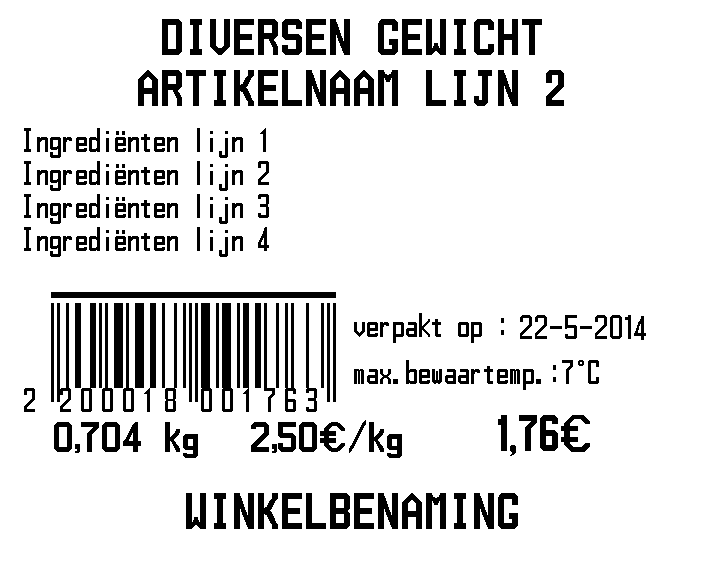 DIVERSEN GEWICHT
ARTIKELNAAM LIJN 2
Ingrediënten lijn 1
Ingrediënten lijn 2
Ingrediënten lijn 3
Ingrediënten lijn 4
verpakt op : 22-5-2014
max.bewaartemp.:7°C
2 200018 001763
0,704 kg 2,50€/kg 1,76€
WINKELBENAMING